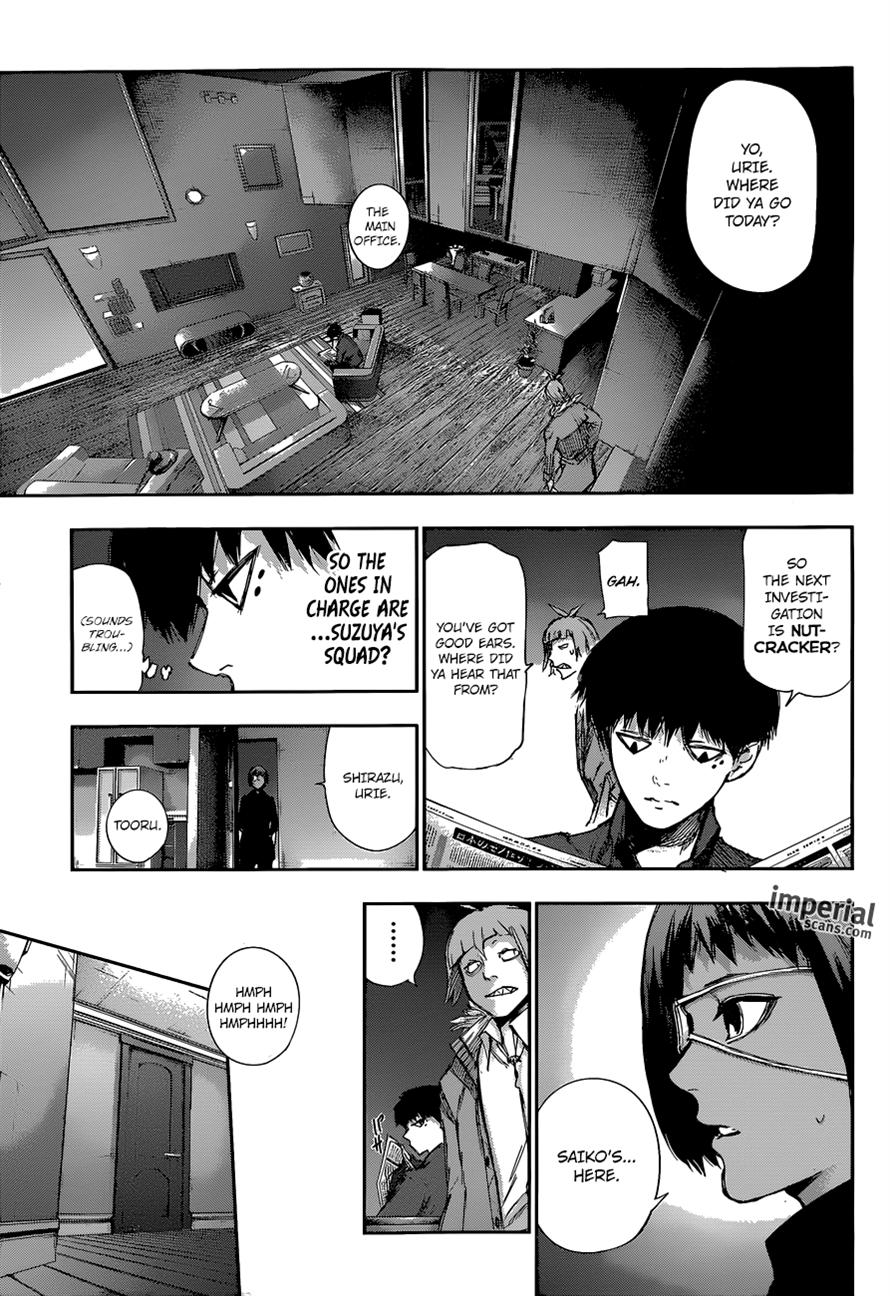 YO,
URIE.
WHERE
DID YA GO
TODAY?
THE
MAIN
OFFICE.
SO
THE NEXT
INVESTI-
GATION
IS NUT-
CRACKER?
GAH.
YOU'VE GOT
GOOD EARS.
WHERE DID
YA HEAR THAT
FROM?
SO THE
ONES IN
CHARGE ARE
...SUZUYA'S
SQUAD?
(SOUNDS
TROU-
BLING...)
SHIRAZU,
URIE.
TOORU.
imperial
scans.com
SAIKO'S...
HERE.
HMPH
HMPH HMPH
HMPHHHH!